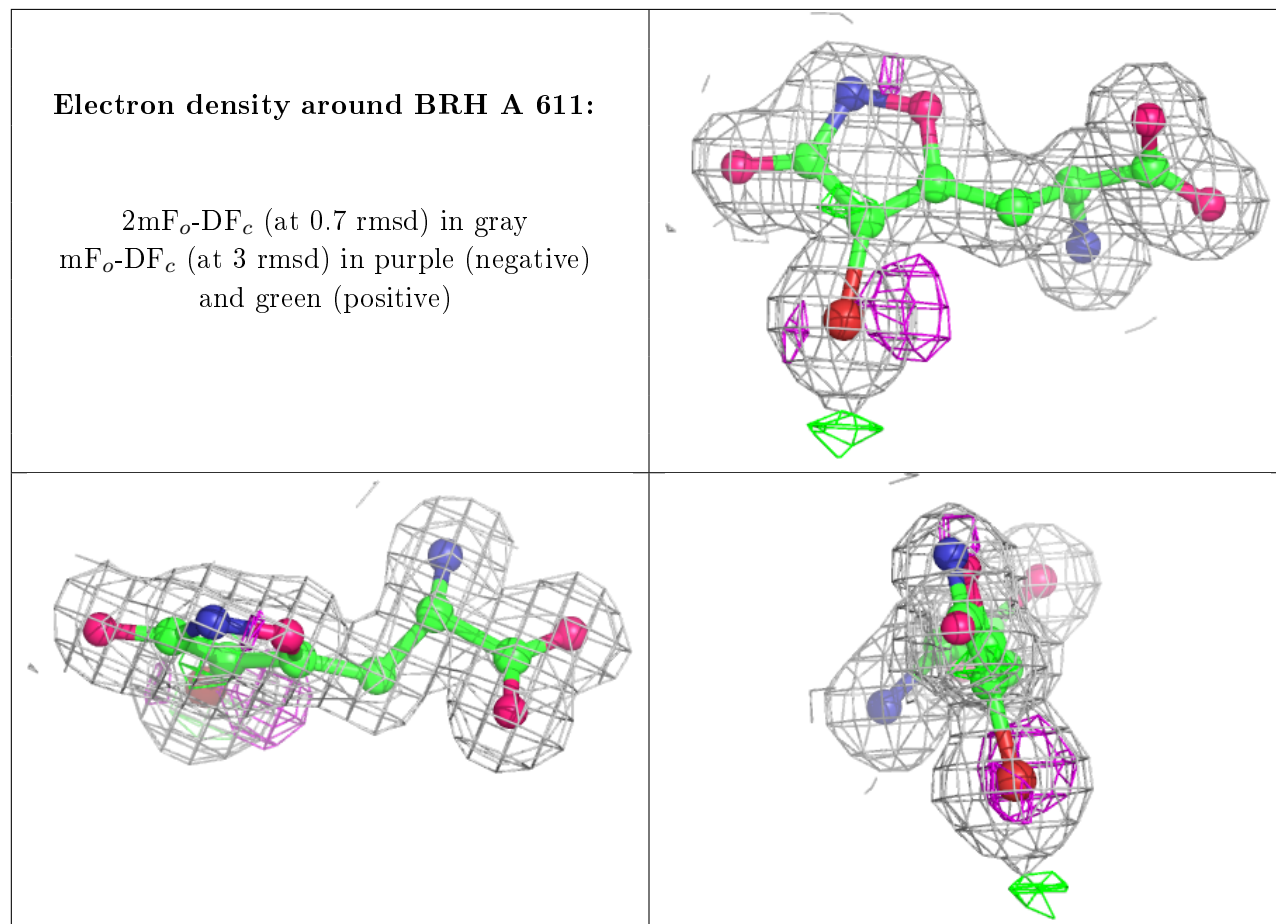 Electron density around BRH A 611:
2mFo-DFc (at 0.7 rmsd) in gray
mFo-DFc (at 3 rmsd) in purple (negative)
and green (positive)